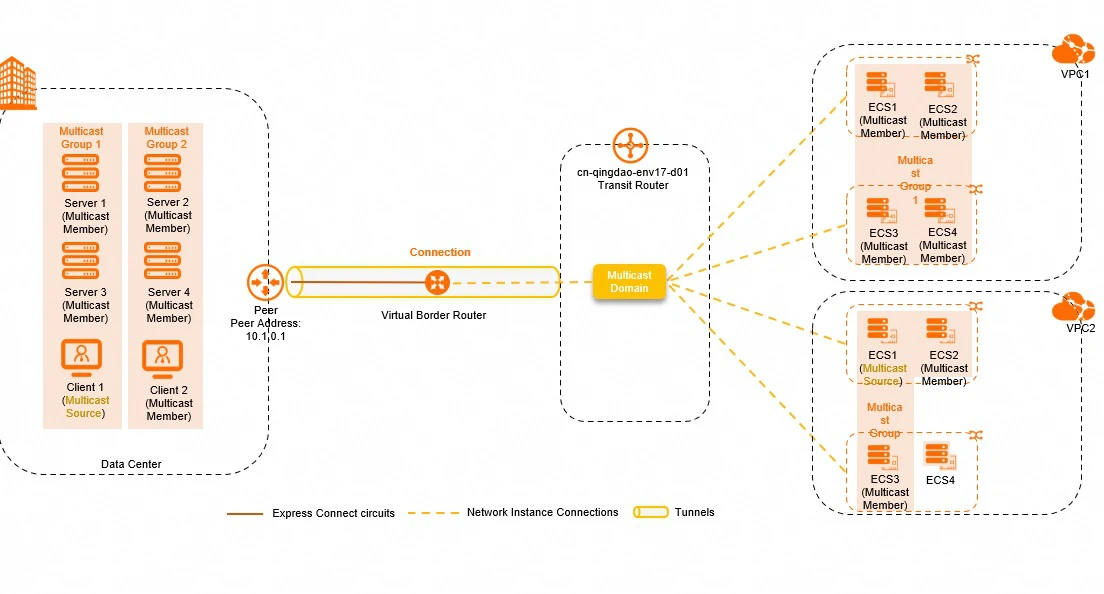 Multicast
Group 1
Multicast
Group 2
Server 1
(Multicast
Member)
Server 2
(Multicast
Member)
Server 3
(Multicast
Member)
Server 4
(Multicast
Member)
Client 1
(Multicast
Source)
Client 2
(Multicast
Member)
Data Center
Peer
Peer Address:
10.1.0.1
Connection
Virtual Border Router
cn-qingdao-env17-d01
Transit Router
Multicast
Domain
VPC1
ECS1
(Multicast
Member)
ECS2
(Multicast
Member)
Multica
st
Group
1
ECS3
(Multicast
Member)
ECS4
(Multicast
Member)
VPC2
ECS1
(Multicast
Source)
ECS2
(Multicast
Member)
Multica
st
Group
ECS3
(Multicast
Member)
ECS4
Express Connect circuits
Network Instance Connections
Tunnels